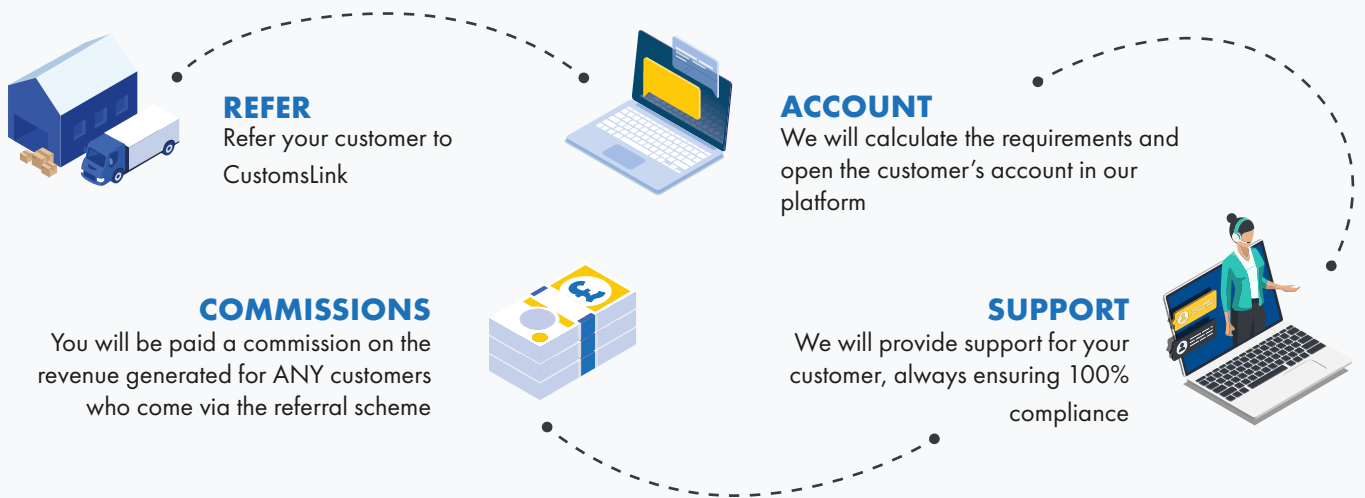 REFER
Refer your customer to
CustomsLink
ACCOUNT
We will calculate the requirements and
open the customer’s account in our
platform
SUPPORT
We will provide support for your
customer, always ensuring 100%
compliance
COMMISSIONS
You will be paid a commission on the
revenue generated for ANY customers
who come via the referral scheme
£